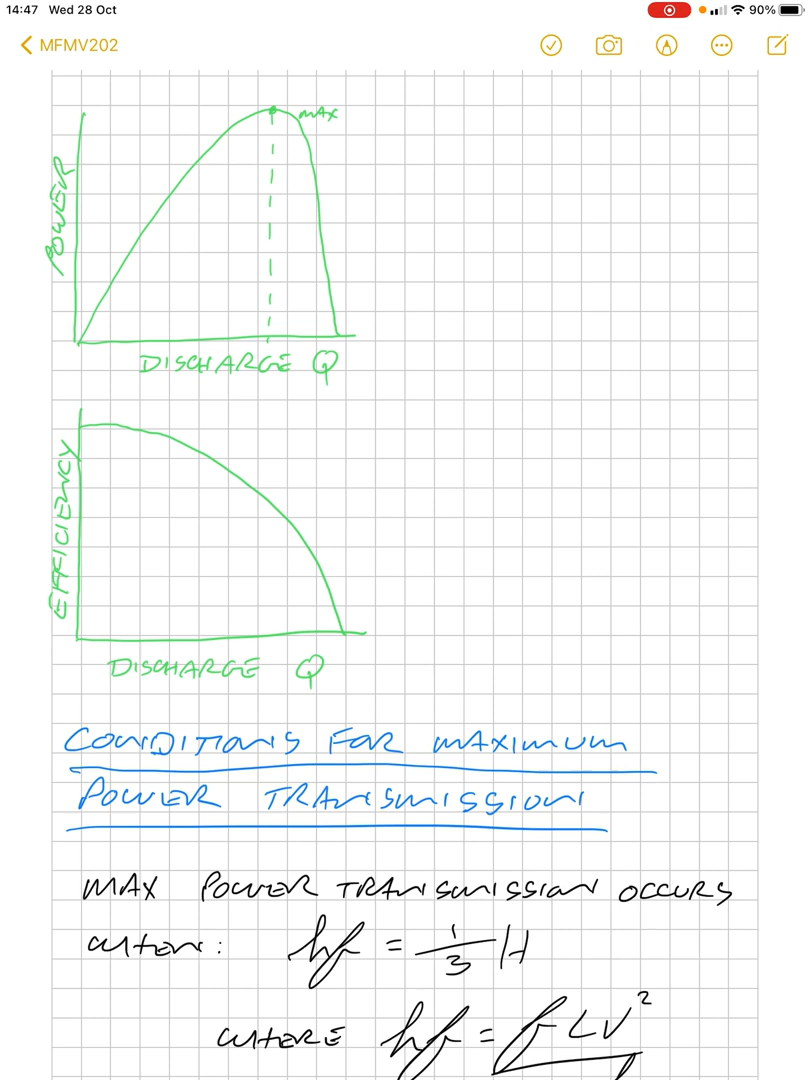 14:47 Wed 28 Oct
90%
MFMV202
MAX
POWER
DISCHARGE Q
EFFICIENCY
DISCHARGE Q
CONDITIONS FOR MAXIMUM
POWER TRANSMISSION
MAX POWER TRANSMISSION OCCURS
WHEN: hf = 1/3 H
WHERE hf = fLV²